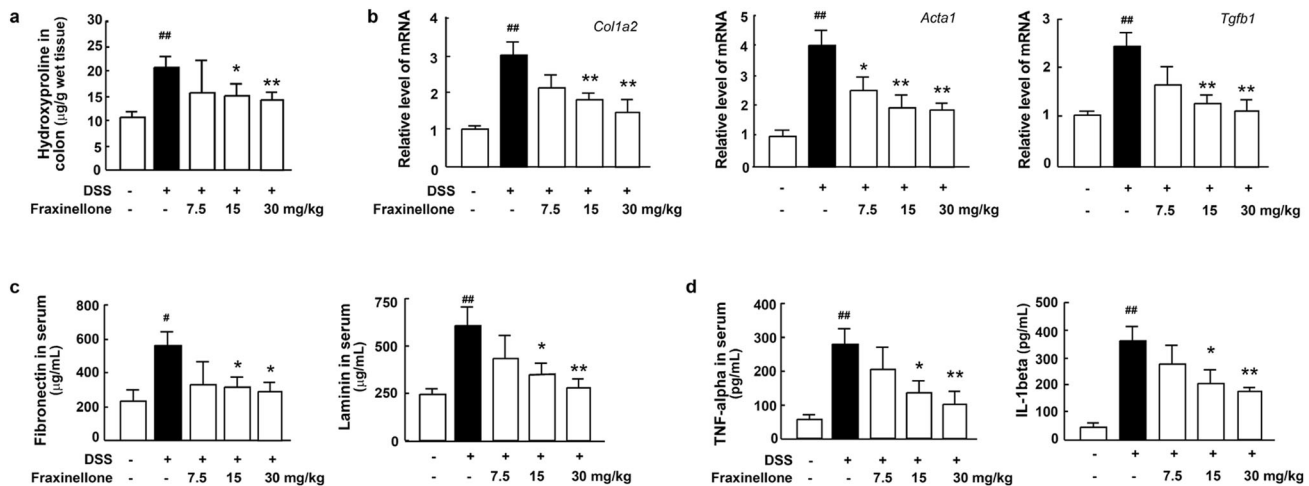 a
Hydroxyproline in
colon (μg/g wet tissue)
30
25
20
15
10
5
0
##
*
**
DSS - + + + +
Fraxinellone - - 7.5 15 30 mg/kg
b
Relative level of mRNA
4
3
2
1
0
Col1a2
##
**
**
DSS - + + + +
Fraxinellone - - 7.5 15 30 mg/kg
Relative level of mRNA
5
4
3
2
1
0
Acta1
##
*
**
**
- + + + +
- - 7.5 15 30 mg/kg
Relative level of mRNA
3
2
1
0
Tgfb1
##
**
**
- + + + +
- - 7.5 15 30 mg/kg
c
Fibronectin in serum
(μg/mL)
800
600
400
200
0
#
*
*
DSS - + + + +
Fraxinellone - - 7.5 15 30 mg/kg
Laminin in serum
(μg/mL)
750
500
250
0
##
*
**
- + + + +
- - 7.5 15 30 mg/kg
d
TNF-alpha in serum
(pg/mL)
400
300
200
100
0
##
*
**
DSS - + + + +
Fraxinellone - - 7.5 15 30 mg/kg
IL-1beta (pg/mL)
500
400
300
200
100
0
##
*
**
- + + + +
- - 7.5 15 30 mg/kg